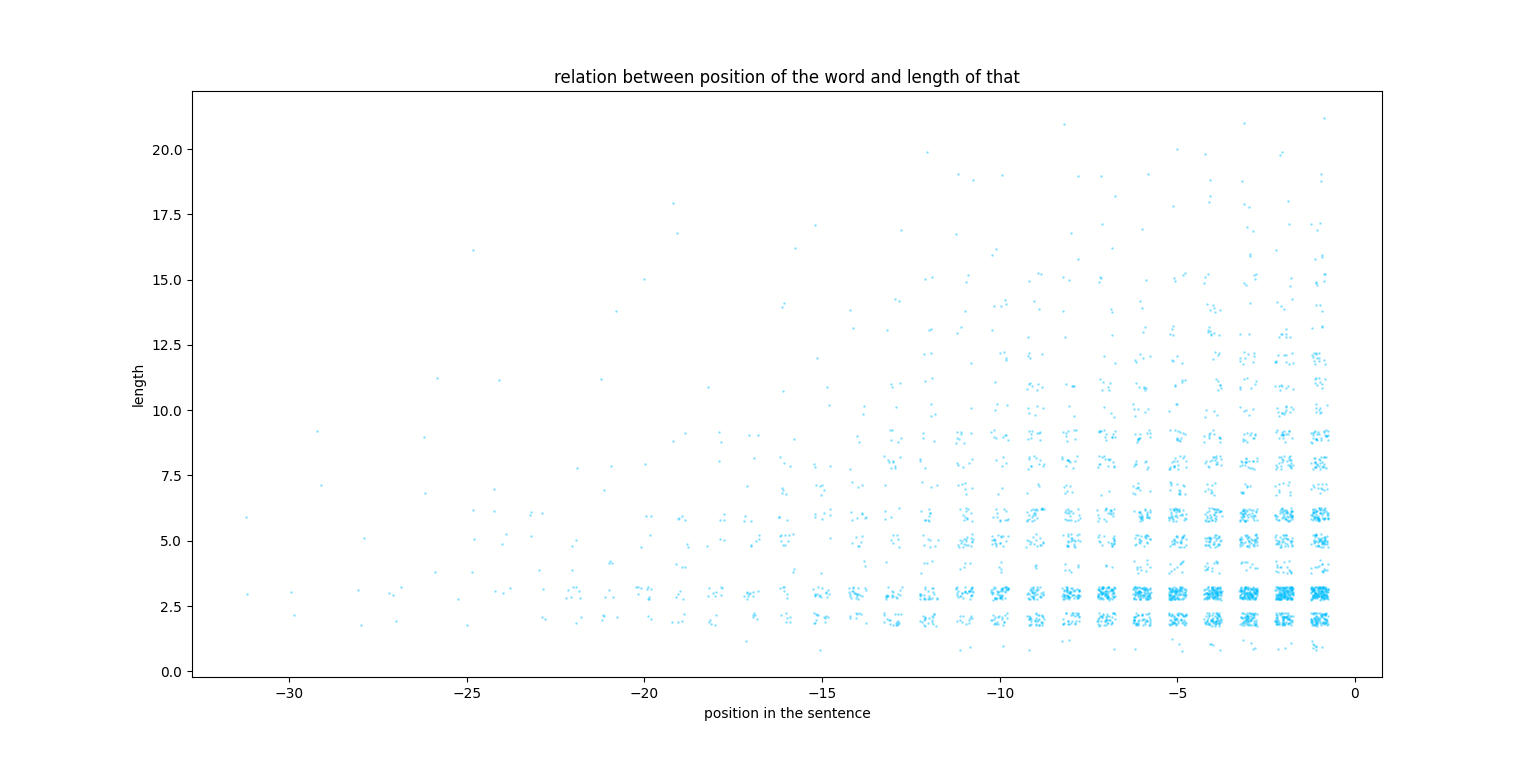 relation between position of the word and length of that
20.0
17.5
15.0
12.5
10.0
7.5
5.0
2.5
0.0
length
−30 −25 −20 −15 −10 −5 0
position in the sentence